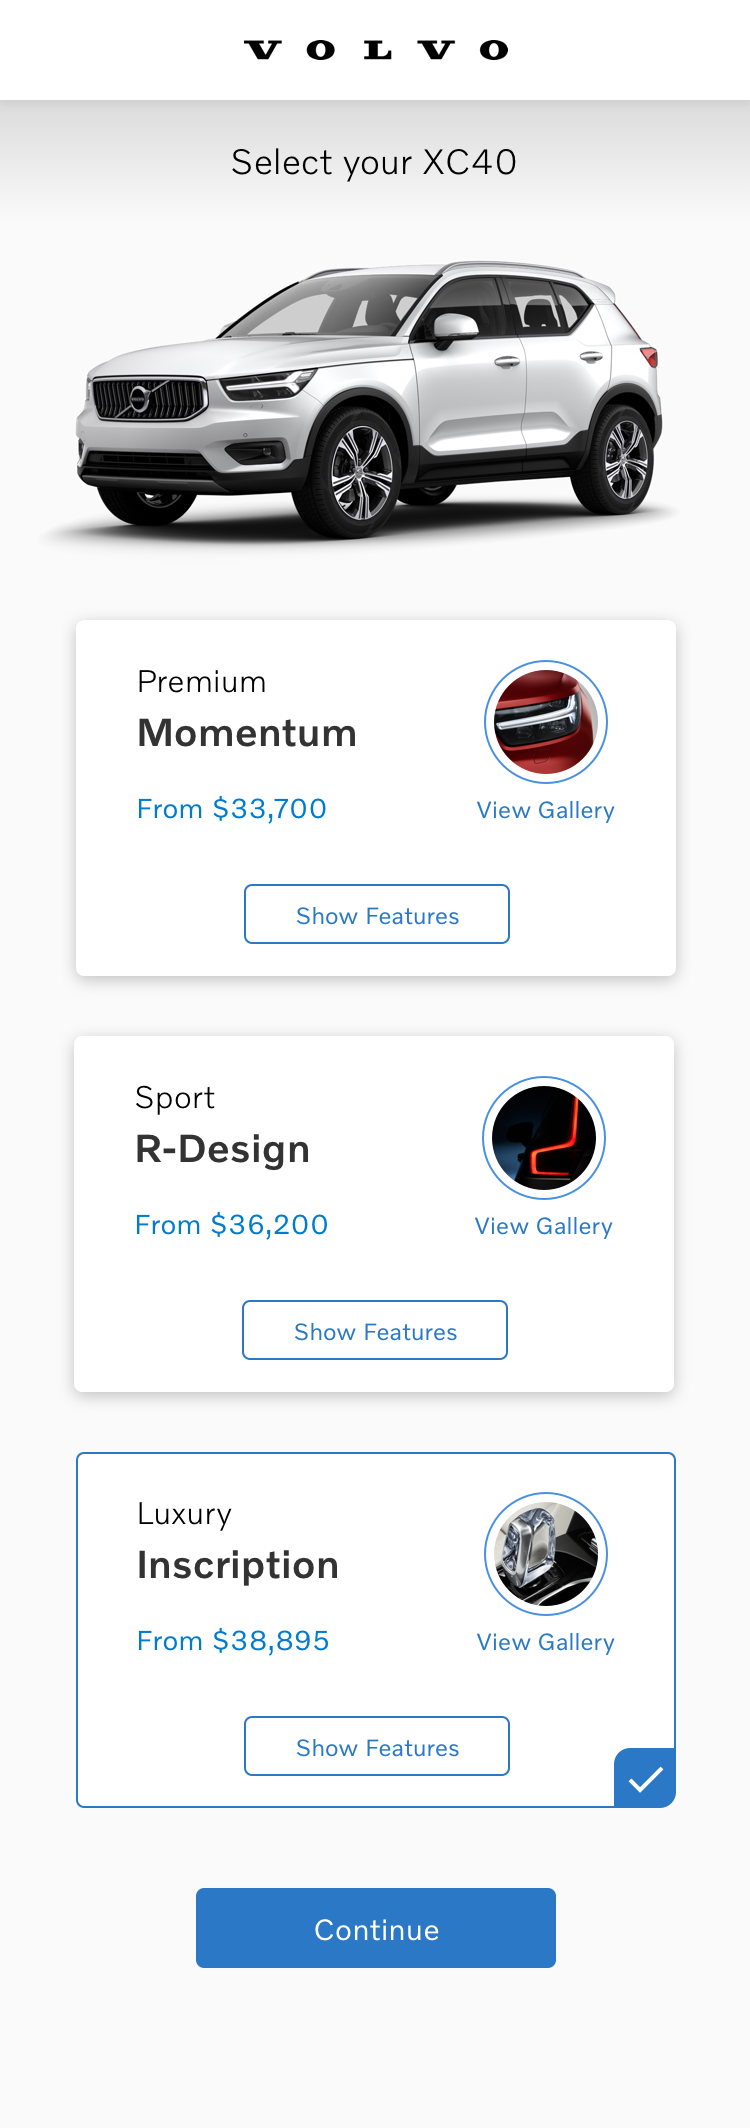 VOLVO
Select your XC40
Premium
Momentum
From $33,700
View Gallery
Show Features
Sport
R-Design
From $36,200
View Gallery
Show Features
Luxury
Inscription
From $38,895
View Gallery
Show Features
Continue